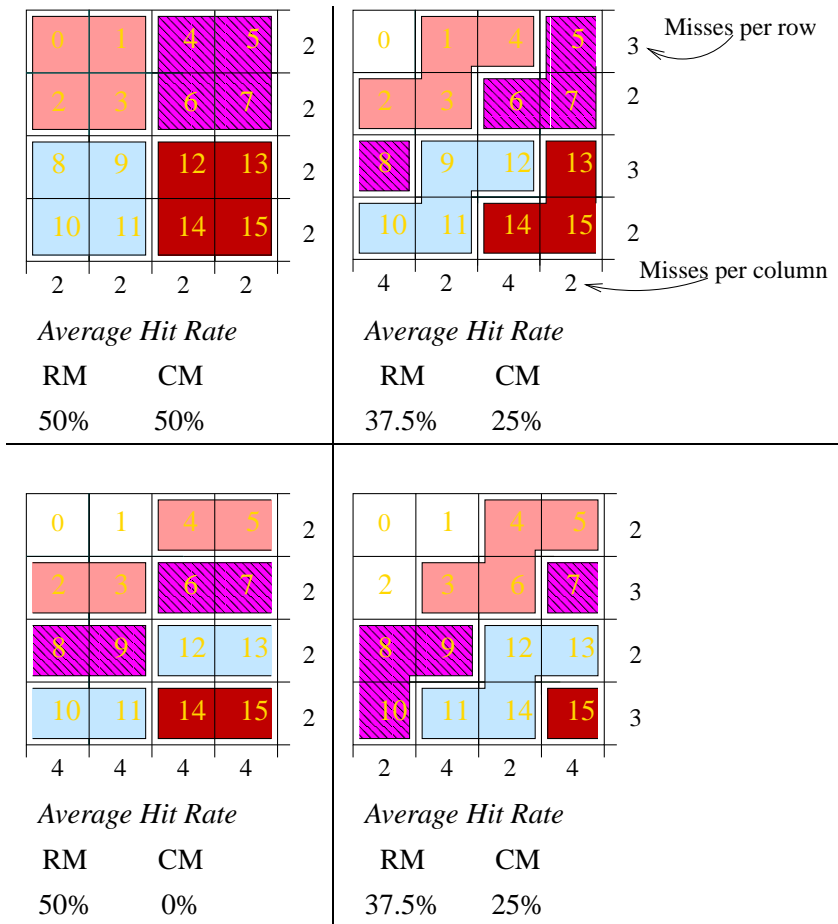 0 1 4 5 2
2 3 6 7 2
8 9 12 13 2
10 11 14 15 2
2 2 2 2
Average Hit Rate
RM CM
50% 50%
Misses per row
0 1 4 5 3
2 3 6 7 2
8 9 12 13 3
10 11 14 15 2
Misses per column
4 2 4 2
Average Hit Rate
RM CM
37.5% 25%
0 1 4 5 2
2 3 6 7 2
8 9 12 13 2
10 11 14 15 2
4 4 4 4
Average Hit Rate
RM CM
50% 0%
0 1 4 5 2
2 3 6 7 3
8 9 12 13 2
10 11 14 15 3
2 4 2 4
Average Hit Rate
RM CM
37.5% 25%